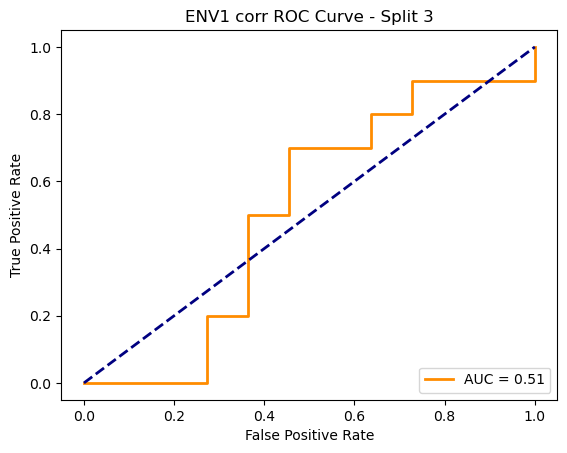 ENV1 corr ROC Curve - Split 3
True Positive Rate
1.0
0.8
0.6
0.4
0.2
0.0
AUC = 0.51
0.0 0.2 0.4 0.6 0.8 1.0
False Positive Rate